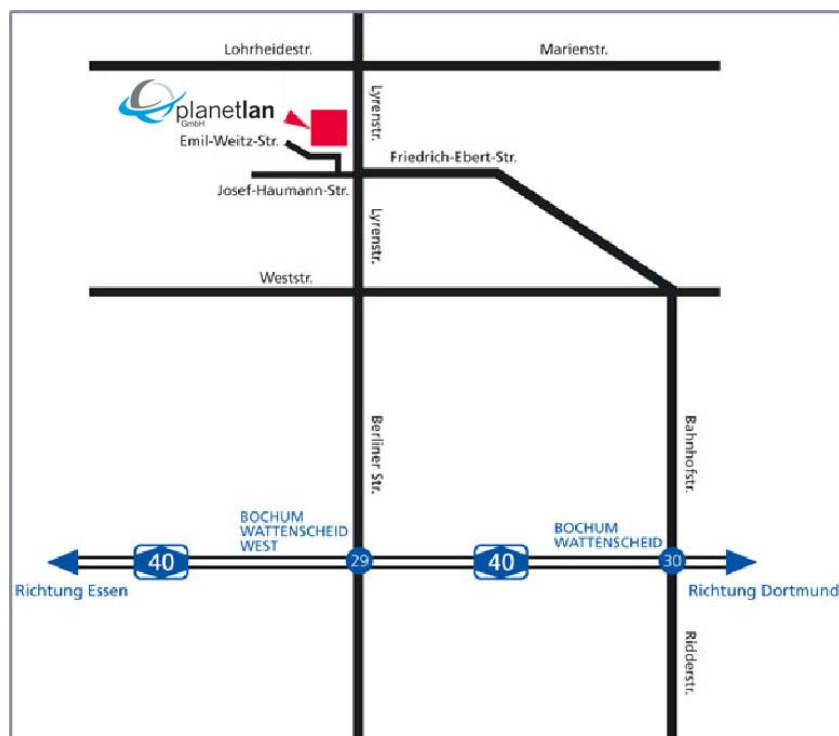 Lohrheidestr.
Marienstr.
planetlan
GmbH
Lyrenstr.
Emil-Weitz-Str.
Friedrich-Ebert-Str.
Josef-Haumann-Str.
Lyrenstr.
Weststr.
Berliner Str.
Bahnhofstr.
BOCHUM
WATTENSCHEID
WEST
BOCHUM
WATTENSCHEID
40
29
40
30
Richtung Essen
Richtung Dortmund
Ridderstr.